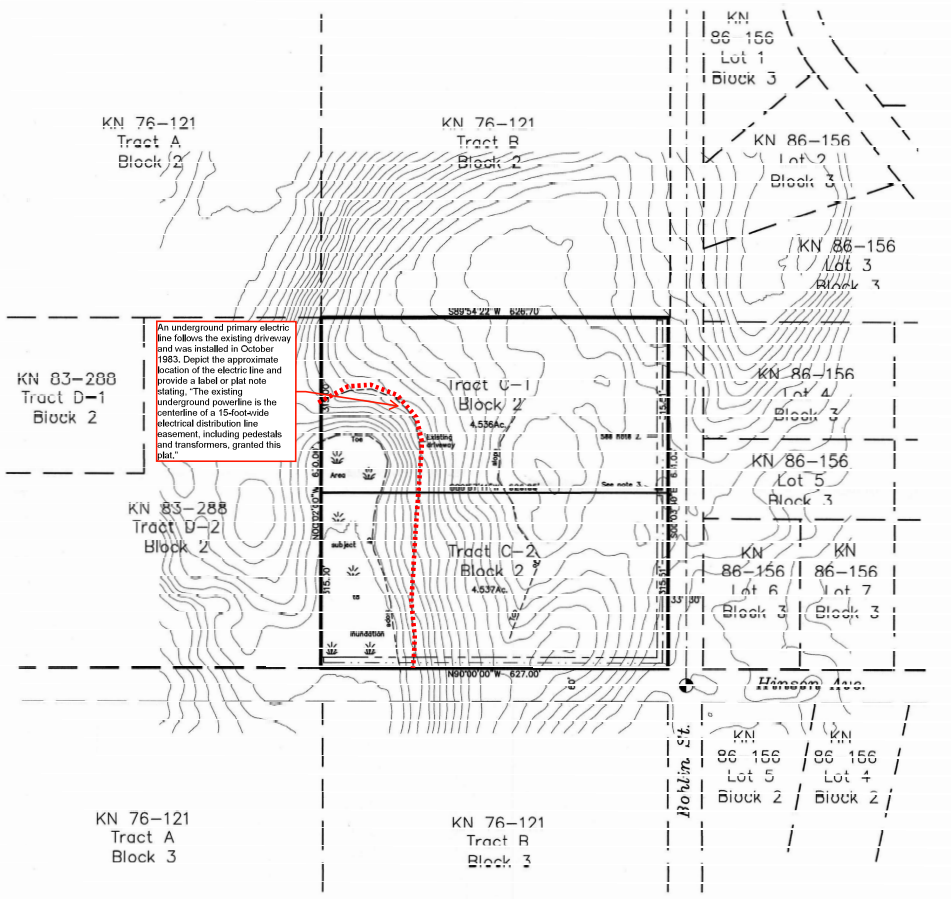 KN
86-156
Lot 1
Block 3
KN 76-121
Tract A
Block 2
KN 76-121
Tract B
Block 2
KN 86-156
Lot 2
Block 3
KN 86-156
Lot 3
Block 3
S89°54'22"W 626.70'
An underground primary electric
line follows the existing driveway
and was installed in October
1983. Depict the approximate
location of the electric line and
provide a label or plat note
stating, "The existing
underground powerline is the
centerline of a 15-foot-wide
electrical distribution line
easement, including pedestals
and transformers, granted this
plat."
KN 83-288
Tract D-1
Block 2
Tract C-1
Block 2
4.536Ac.
KN 86-156
Lot 4
Block 3
Existing
driveway
See note 2.
See note 3.
KN 86-156
Lot 5
Block 3
Area
KN 83-288
Tract D-2
Block 2
subject
to
inundation
Tract C-2
Block 2
4.537Ac.
315.31'
KN
86-156
Lot 6
Block 3
KN
86-156
Lot 7
Block 3
33'
30'
N90°00'00"W 627.00'
60'
Hinson Ave.
Bohlin St.
KN
86-156
Lot 5
Block 2
KN
86-156
Lot 4
Block 2
KN 76-121
Tract A
Block 3
KN 76-121
Tract B
Block 3